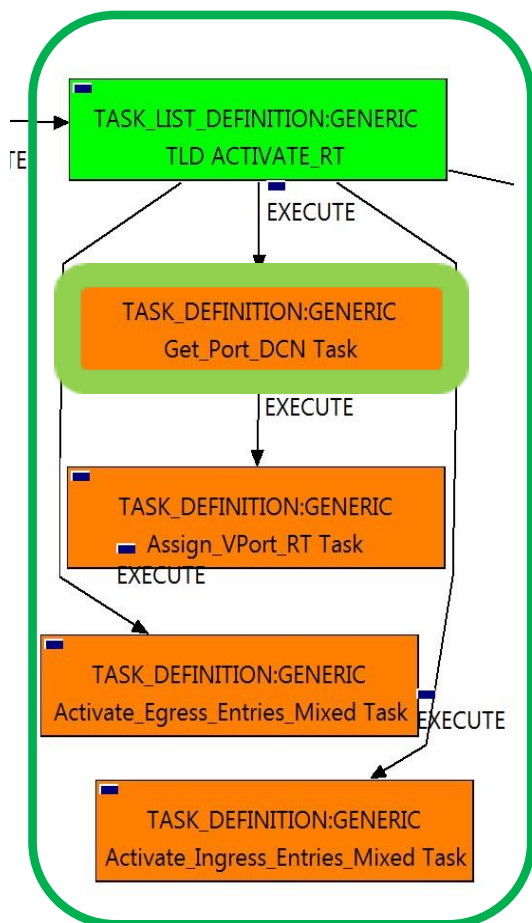 TASK_LIST_DEFINITION:GENERIC
TLD ACTIVATE_RT
TE
EXECUTE
TASK_DEFINITION:GENERIC
Get_Port_DCN Task
EXECUTE
TASK_DEFINITION:GENERIC
Assign_VPort_RT Task
EXECUTE
TASK_DEFINITION:GENERIC
Activate_Egress_Entries_Mixed Task
EXECUTE
TASK_DEFINITION:GENERIC
Activate_Ingress_Entries_Mixed Task